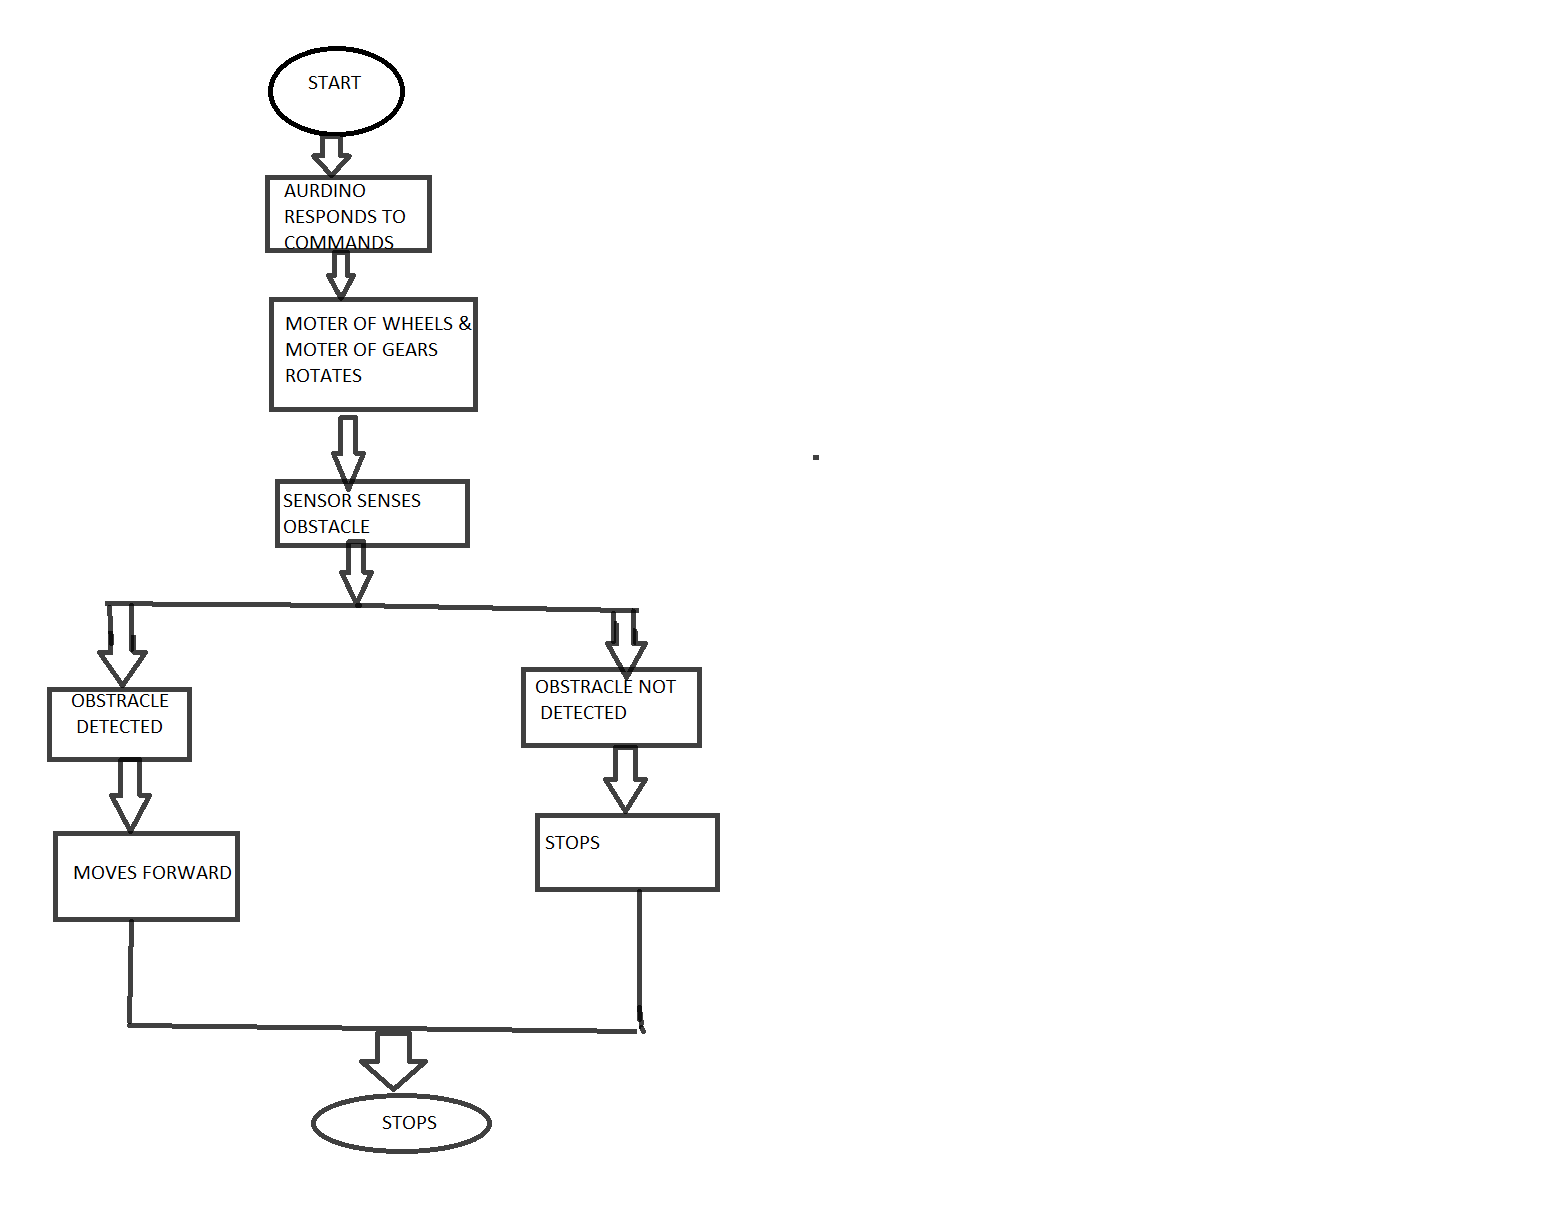 START
AURDINO
RESPONDS TO
COMMANDS
MOTER OF WHEELS &
MOTER OF GEARS
ROTATES
SENSOR SENSES
OBSTACLE
OBSTRACLE
DETECTED
OBSTRACLE NOT
DETECTED
MOVES FORWARD
STOPS
STOPS